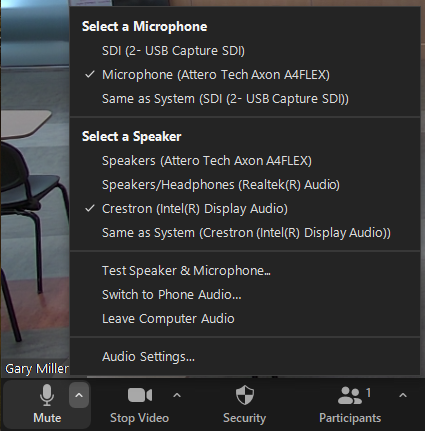 Select a Microphone
SDI (2- USB Capture SDI)
Microphone (Attero Tech Axon A4FLEX)
Same as System (SDI (2- USB Capture SDI))
Select a Speaker
Speakers (Attero Tech Axon A4FLEX)
Speakers/Headphones (Realtek(R) Audio)
Crestron (Intel(R) Display Audio)
Same as System (Crestron (Intel(R) Display Audio))
Test Speaker & Microphone...
Switch to Phone Audio...
Leave Computer Audio
Audio Settings...
Gary Miller
1
Mute
Stop Video
Security
Participants